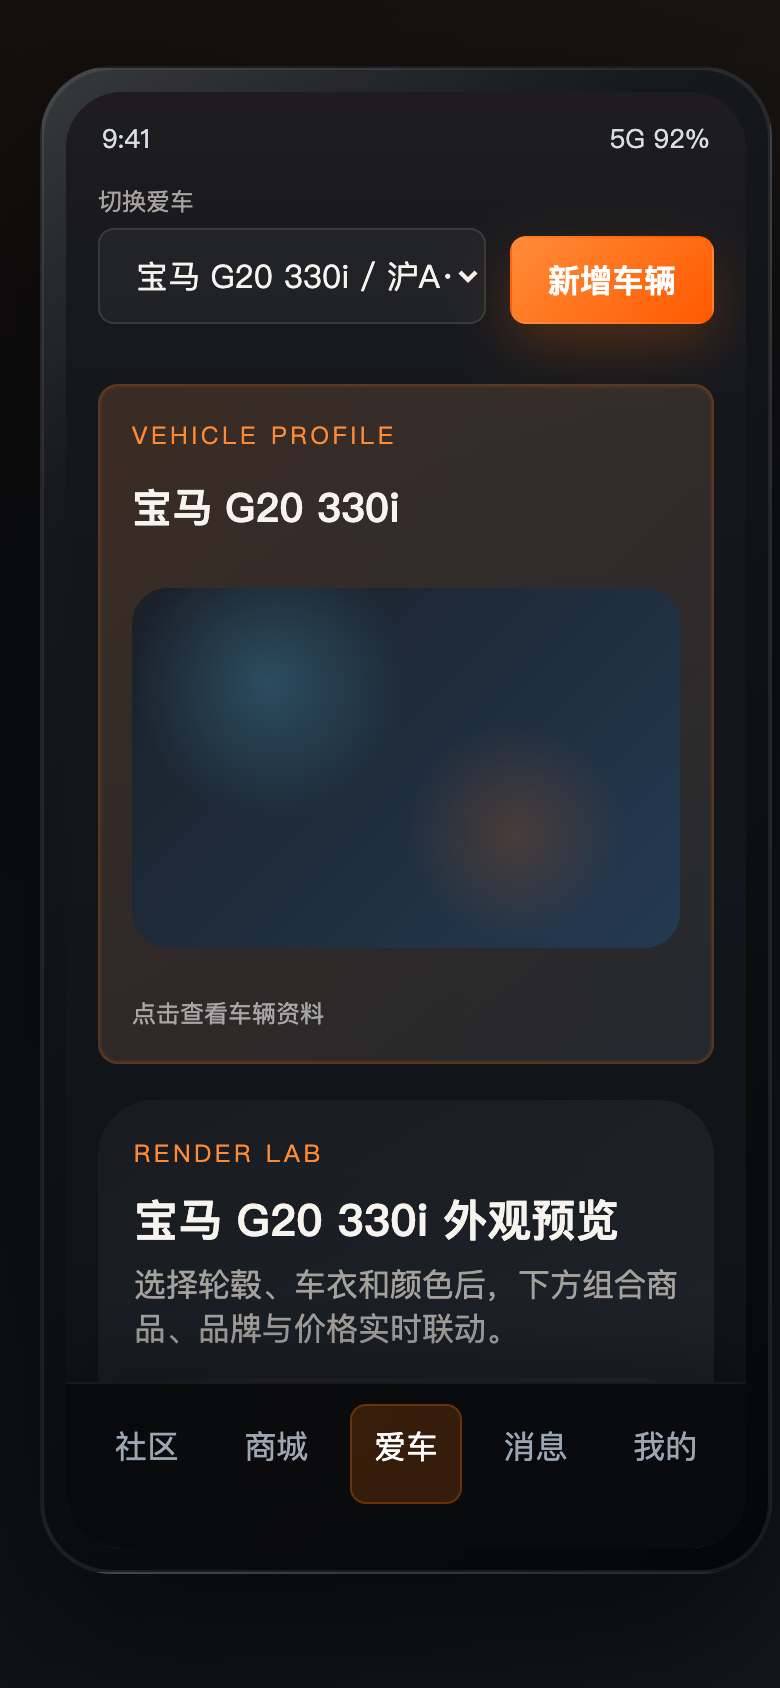 9:41
5G 92%
切换爱车
宝马 G20 330i / 沪A·
新增车辆
VEHICLE PROFILE
宝马 G20 330i
点击查看车辆资料
RENDER LAB
宝马 G20 330i 外观预览
选择轮毂、车衣和颜色后，下方组合商
品、品牌与价格实时联动。
社区
商城
爱车
消息
我的